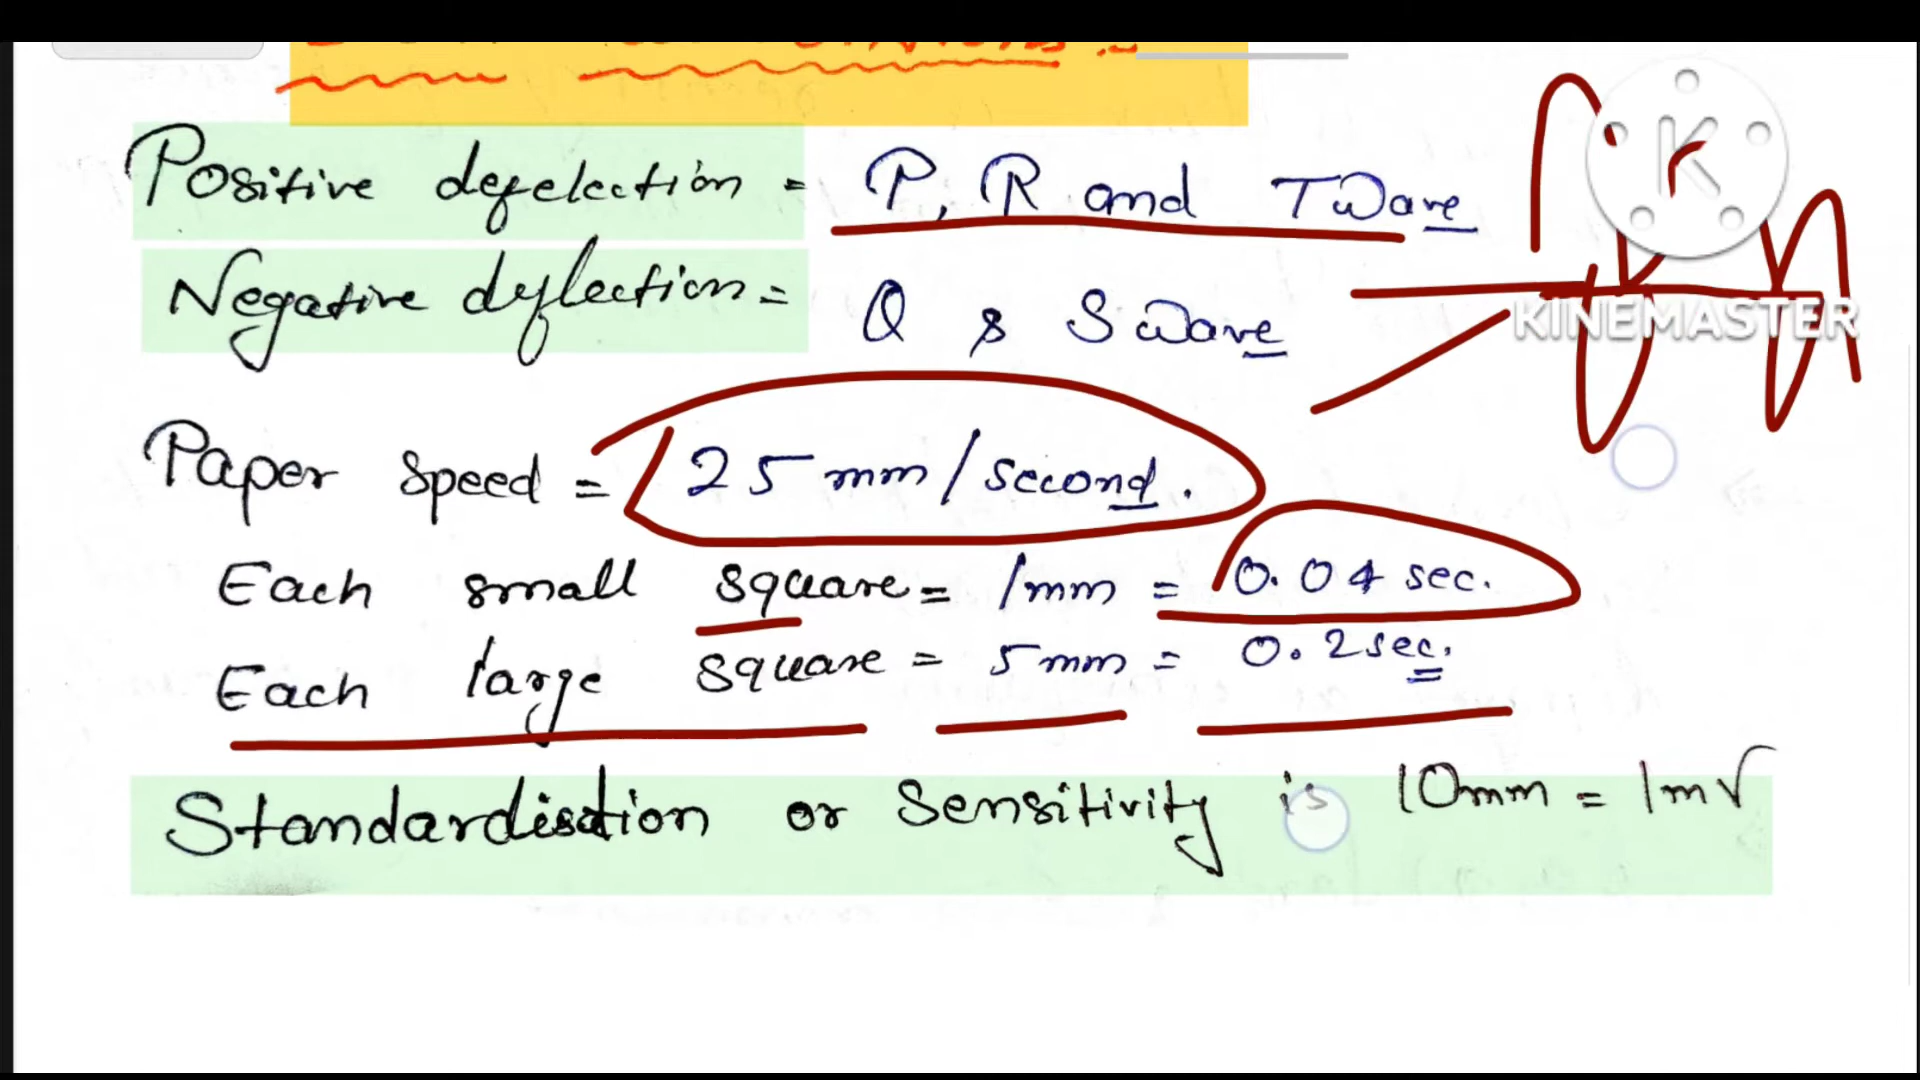 Positive defelection = P, R and T Wave
Negative deflection = Q & S Wave
KINEMASTER
Paper speed = 25 mm/second.
Each small square = 1mm = 0.04 sec.
Each large square = 5mm = 0.2sec.
Standardisation or Sensitivity is 10mm = 1mV